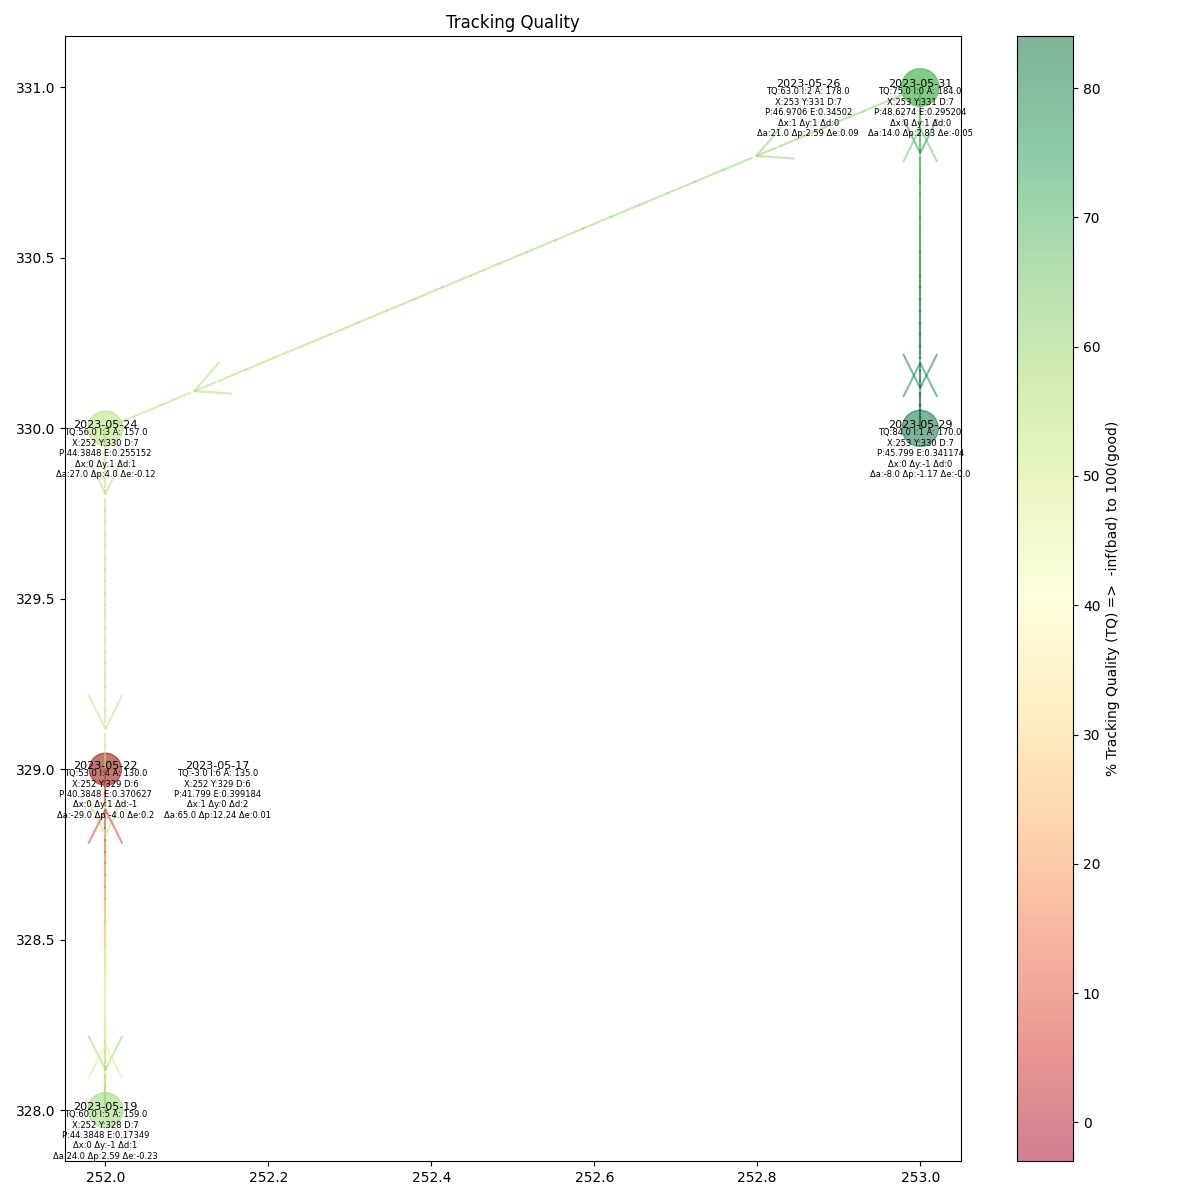 Tracking Quality
331.0
330.5
330.0
329.5
329.0
328.5
328.0
2023-05-26
TQ:63.0 I:2 A: 178.0
X:253 Y:331 D:7
P:46.9706 E:0.34502
Δx:1 Δy:1 Δd:0
Δa:21.0 Δp:2.59 Δe:0.09
2023-05-31
TQ:75.0 I:0 A: 184.0
X:253 Y:331 D:7
P:48.6274 E:0.295204
Δx:0 Δy:1 Δd:0
Δa:14.0 Δp:2.83 Δe:-0.05
2023-05-24
TQ:56.0 I:3 A: 157.0
X:252 Y:330 D:7
P:44.3848 E:0.255152
Δx:0 Δy:1 Δd:1
Δa:27.0 Δp:4.0 Δe:-0.12
2023-05-29
TQ:84.0 I:1 A: 170.0
X:253 Y:330 D:7
P:45.799 E:0.341174
Δx:0 Δy:-1 Δd:0
Δa:-8.0 Δp:-1.17 Δe:-0.0
2023-05-22
TQ:53.0 I:4 A: 130.0
X:252 Y:329 D:6
P:40.3848 E:0.370627
Δx:0 Δy:1 Δd:-1
Δa:-29.0 Δp:-4.0 Δe:0.2
2023-05-17
TQ:-3.0 I:6 A: 135.0
X:252 Y:329 D:6
P:41.799 E:0.399184
Δx:1 Δy:0 Δd:2
Δa:65.0 Δp:12.24 Δe:0.01
2023-05-19
TQ:60.0 I:5 A: 159.0
X:252 Y:328 D:7
P:44.3848 E:0.17349
Δx:0 Δy:-1 Δd:1
Δa:24.0 Δp:2.59 Δe:-0.23
252.0
252.2
252.4
252.6
252.8
253.0
80
70
60
50
40
30
20
10
0
% Tracking Quality (TQ) => -inf(bad) to 100(good)